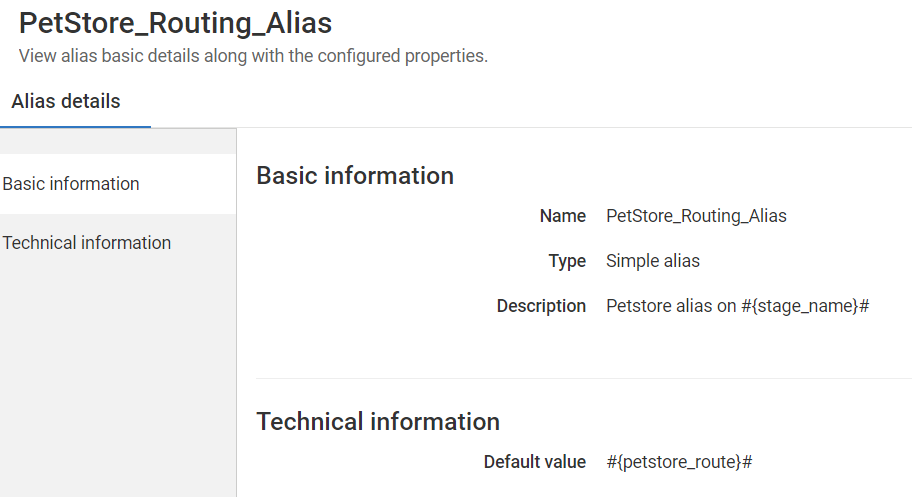 PetStore_Routing_Alias
View alias basic details along with the configured properties.
Alias details
Basic information
Technical information
Basic information
Name PetStore_Routing_Alias
Type Simple alias
Description Petstore alias on #{stage_name}#
Technical information
Default value #{petstore_route}#